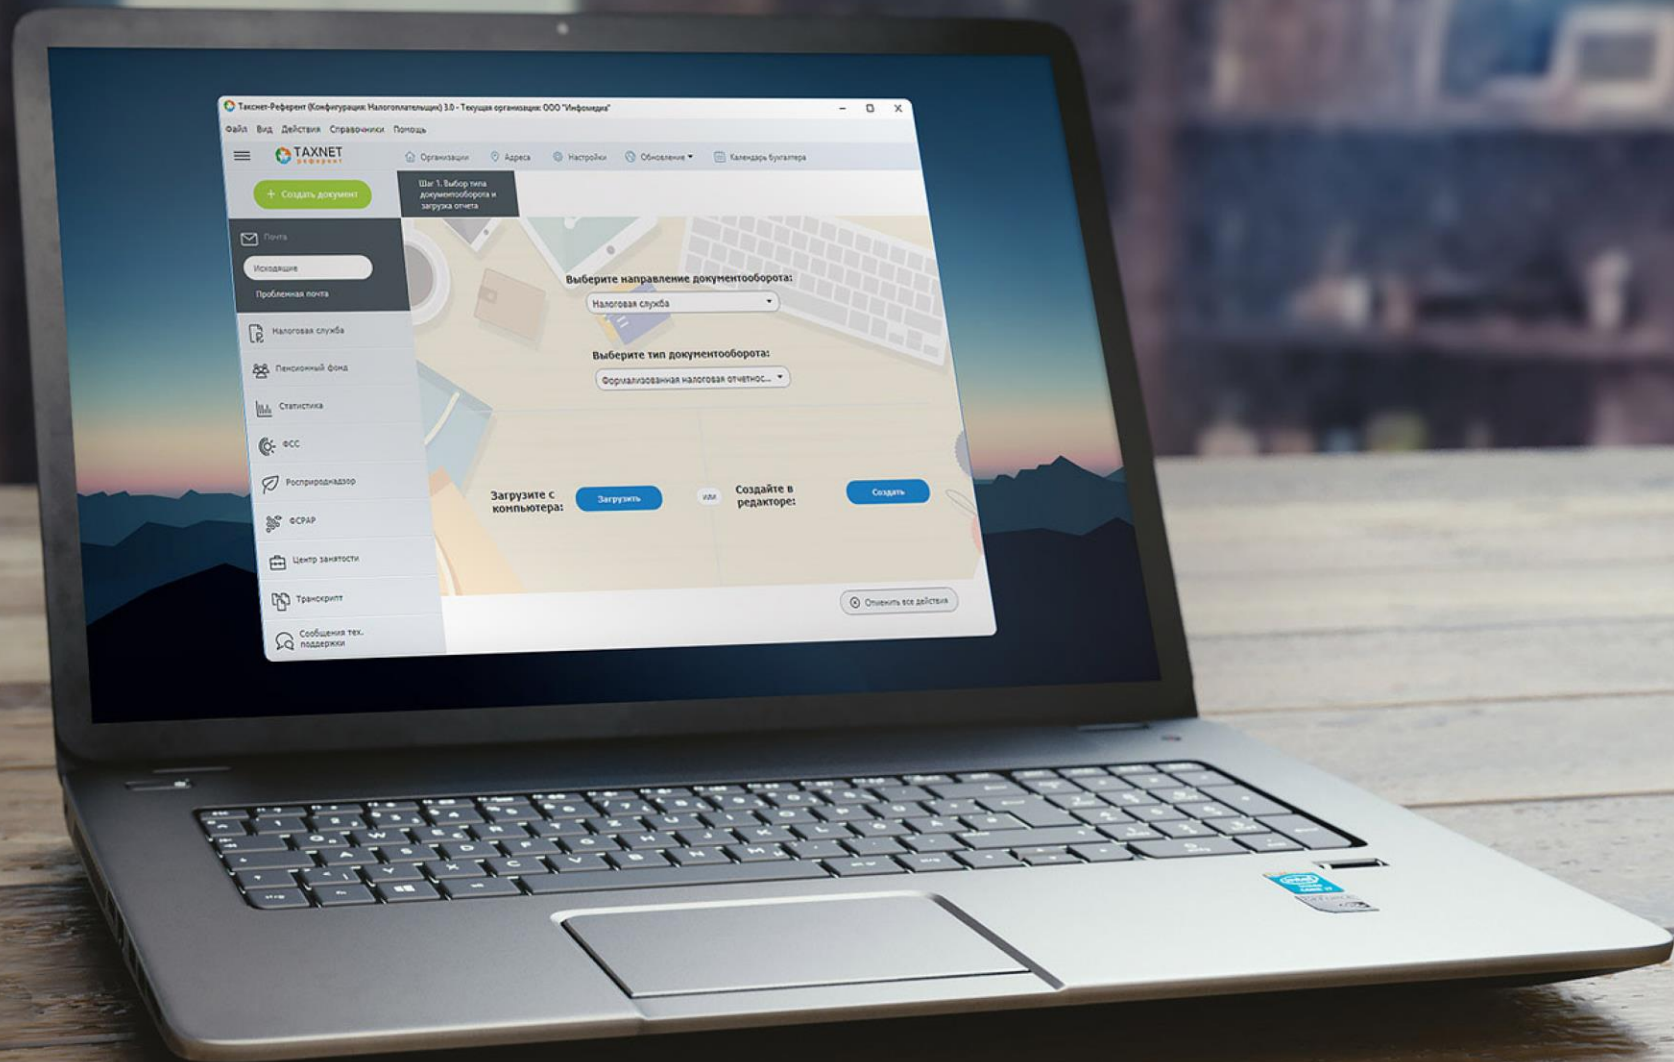 Такснет-Референт (Конфигурация: Налогоплательщик) 3.0 - Текущая организация: ООО "Инфомедиа"
Файл Вид Действия Справочники Помощь
TAXNET
референт
Организации Адреса Настройки Обновление Календарь бухгалтера
+ Создать документ
Шаг 1. Выбор типа
документооборота и
загрузка отчета
Почта
Исходящие
Проблемная почта
Налоговая служба
Пенсионный фонд
Статистика
ФСС
Росприроднадзор
ФСРАР
Центр занятости
Транскрипт
Сообщения тех.
поддержки
Выберите направление документооборота:
Налоговая служба
Выберите тип документооборота:
Формализованная налоговая отчетнос...
Загрузите с
компьютера:
Загрузить
или
Создайте в
редакторе:
Создать
Отменить все действия